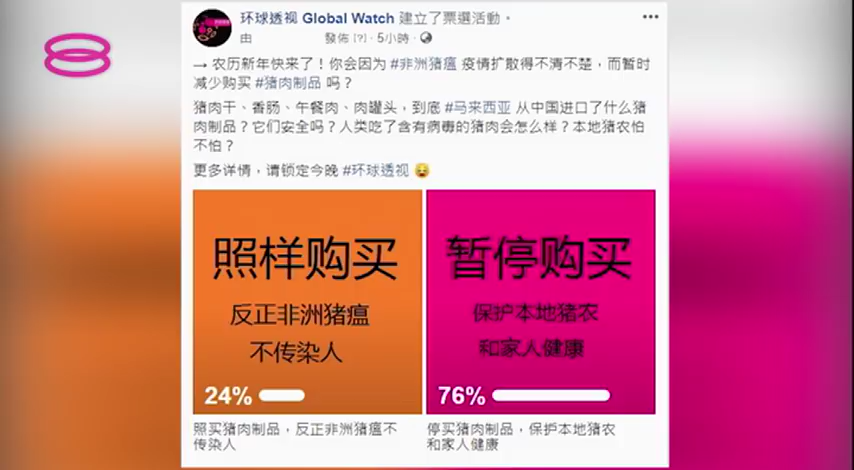 环球透视 Global Watch 建立了票選活動。
由 發佈 [?] · 5小時 ·
→ 农历新年快来了！你会因为 #非洲猪瘟 疫情扩散得不清不楚，而暂时
减少购买 #猪肉制品 吗？
猪肉干、香肠、午餐肉、肉罐头，到底 #马来西亚 从中国进口了什么猪
肉制品？它们安全吗？人类吃了含有病毒的猪肉会怎么样？本地猪农怕
不怕？
更多详情，请锁定今晚 #环球透视
照样购买
反正非洲猪瘟
不传染人
24%
暂停购买
保护本地猪农
和家人健康
76%
照买猪肉制品，反正非洲猪瘟不
传染人
停买猪肉制品，保护本地猪农
和家人健康